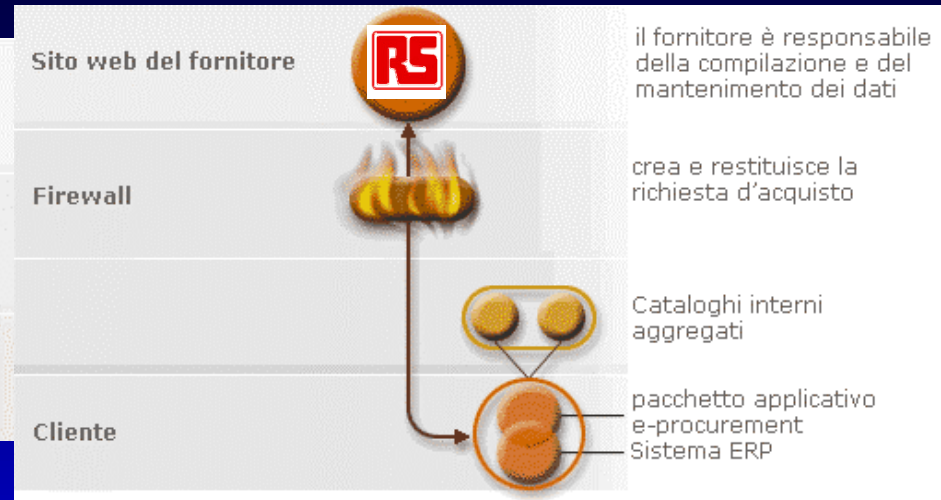 Sito web del fornitore
RS
il fornitore è responsabile
della compilazione e del
mantenimento dei dati
Firewall
crea e restituisce la
richiesta d'acquisto
Cataloghi interni
aggregati
Cliente
pacchetto applicativo
e-procurement
Sistema ERP